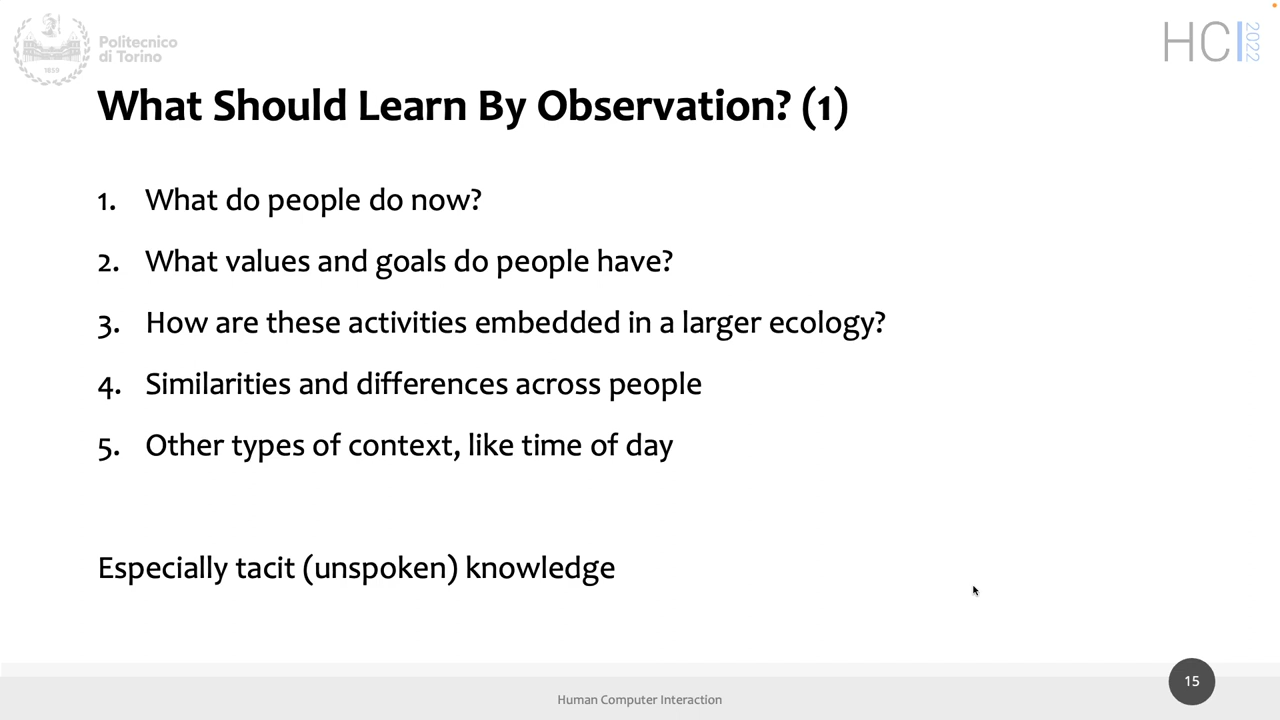 Politecnico
di Torino
1859
HCI 2022
What Should Learn By Observation? (1)
1. What do people do now?
2. What values and goals do people have?
3. How are these activities embedded in a larger ecology?
4. Similarities and differences across people
5. Other types of context, like time of day
Especially tacit (unspoken) knowledge
15
Human Computer Interaction